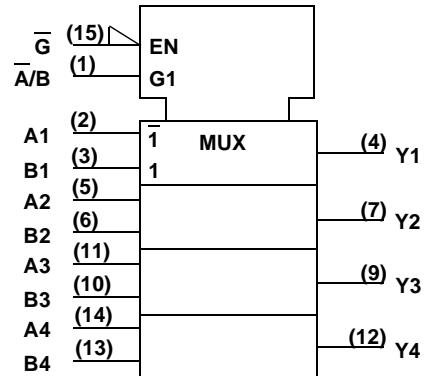 G̅ (15) EN
A̅/B (1) G1
A1 (2) 1̅ MUX (4) Y1
B1 (3) 1
A2 (5)
B2 (6) (7) Y2
A3 (11)
B3 (10) (9) Y3
A4 (14)
B4 (13) (12) Y4